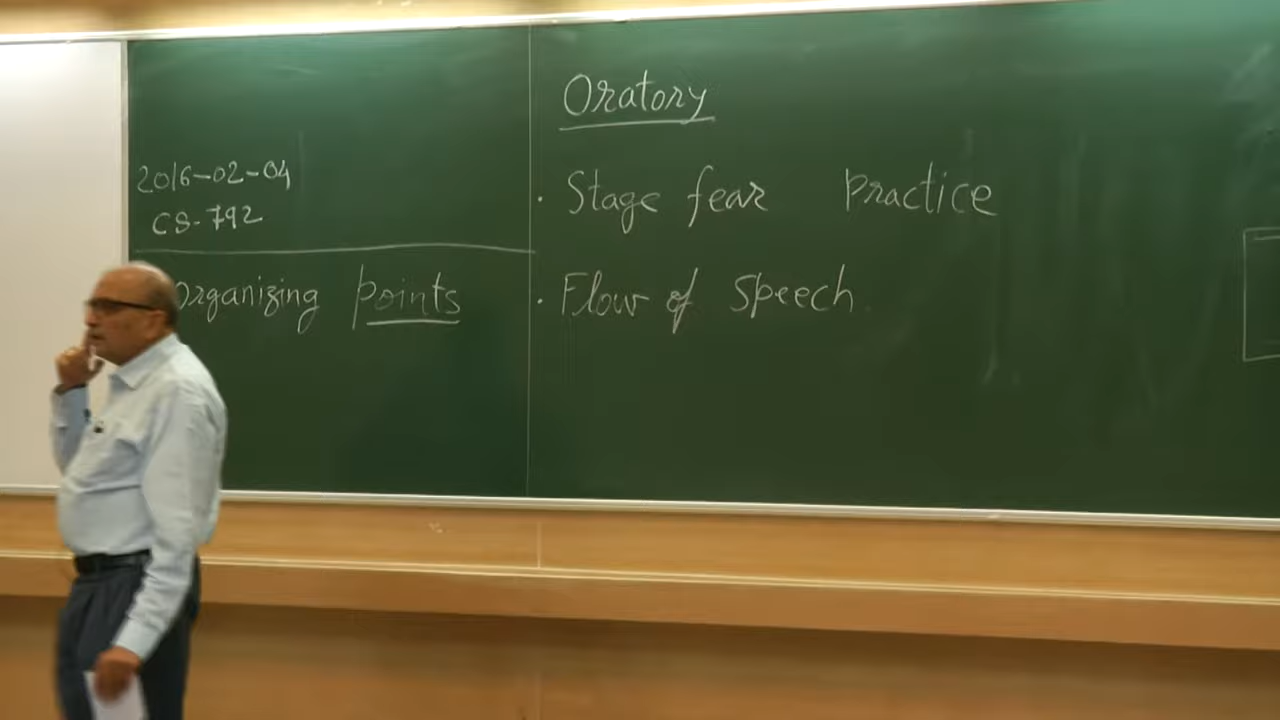 2016-02-04
CS-792
Organizing points
Oratory
· Stage fear Practice
· Flow of Speech